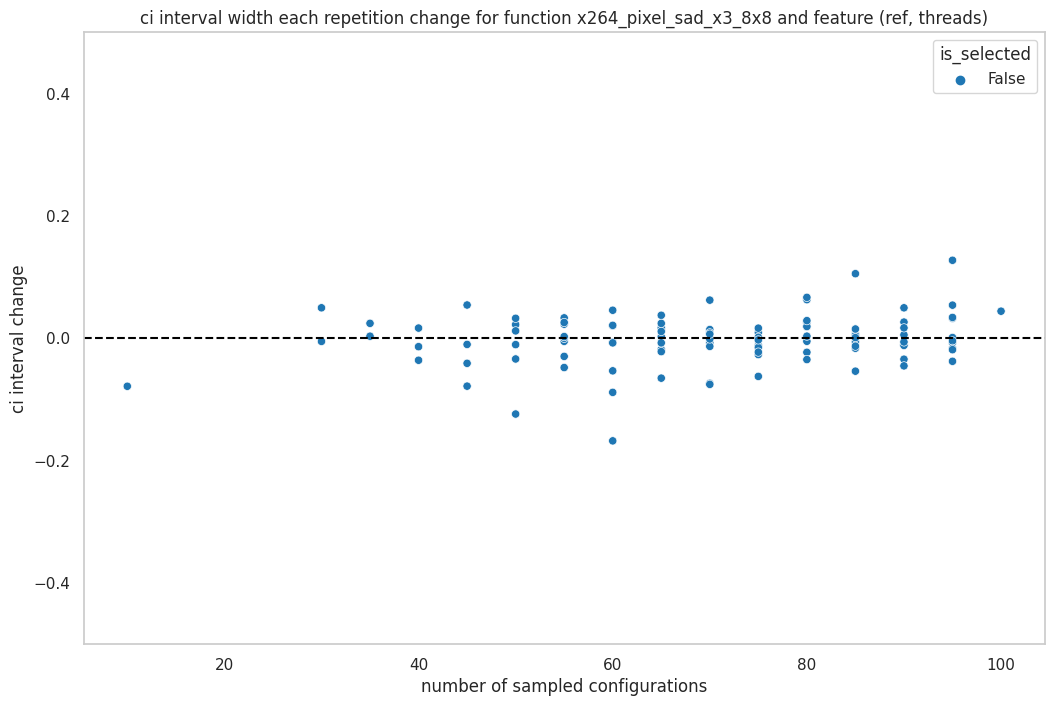 ci interval width each repetition change for function x264_pixel_sad_x3_8x8 and feature (ref, threads)
is_selected
False
0.4
0.2
0.0
−0.2
−0.4
ci interval change
20 40 60 80 100
number of sampled configurations